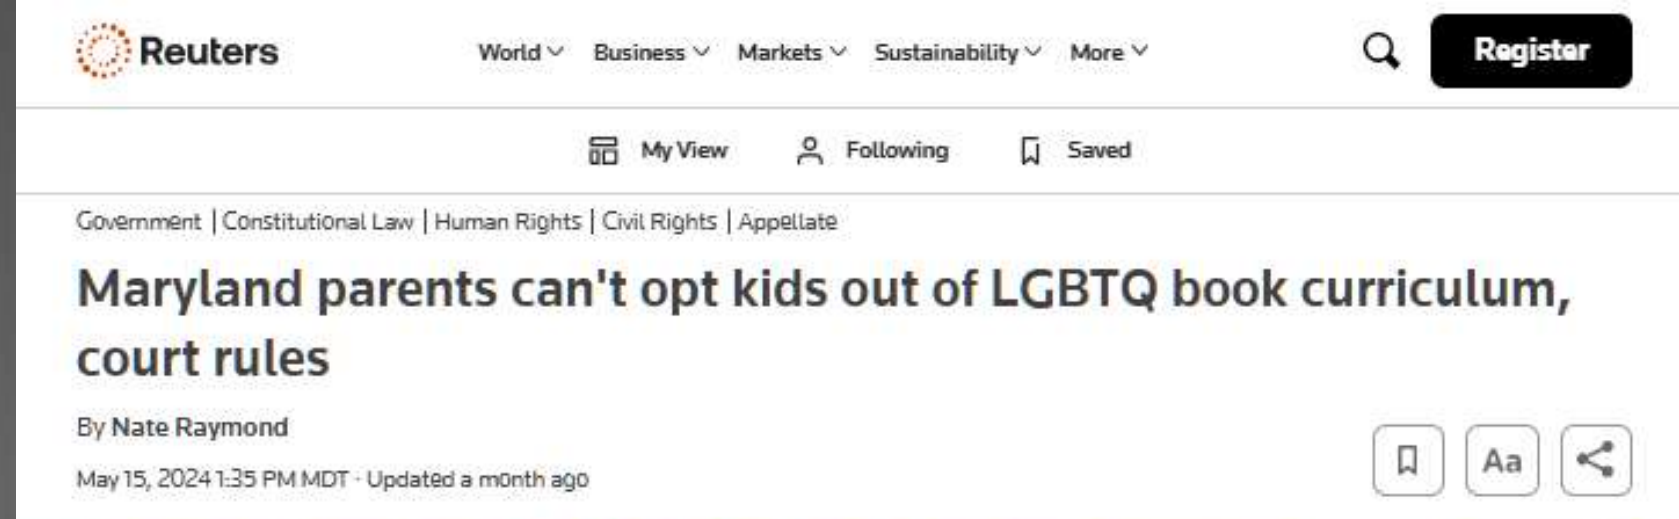 Reuters World Business Markets Sustainability More Register
My View Following Saved
Government | Constitutional Law | Human Rights | Civil Rights | Appellate
Maryland parents can't opt kids out of LGBTQ book curriculum,
court rules
By Nate Raymond
May 15, 2024 1:35 PM MDT · Updated a month ago
Aa